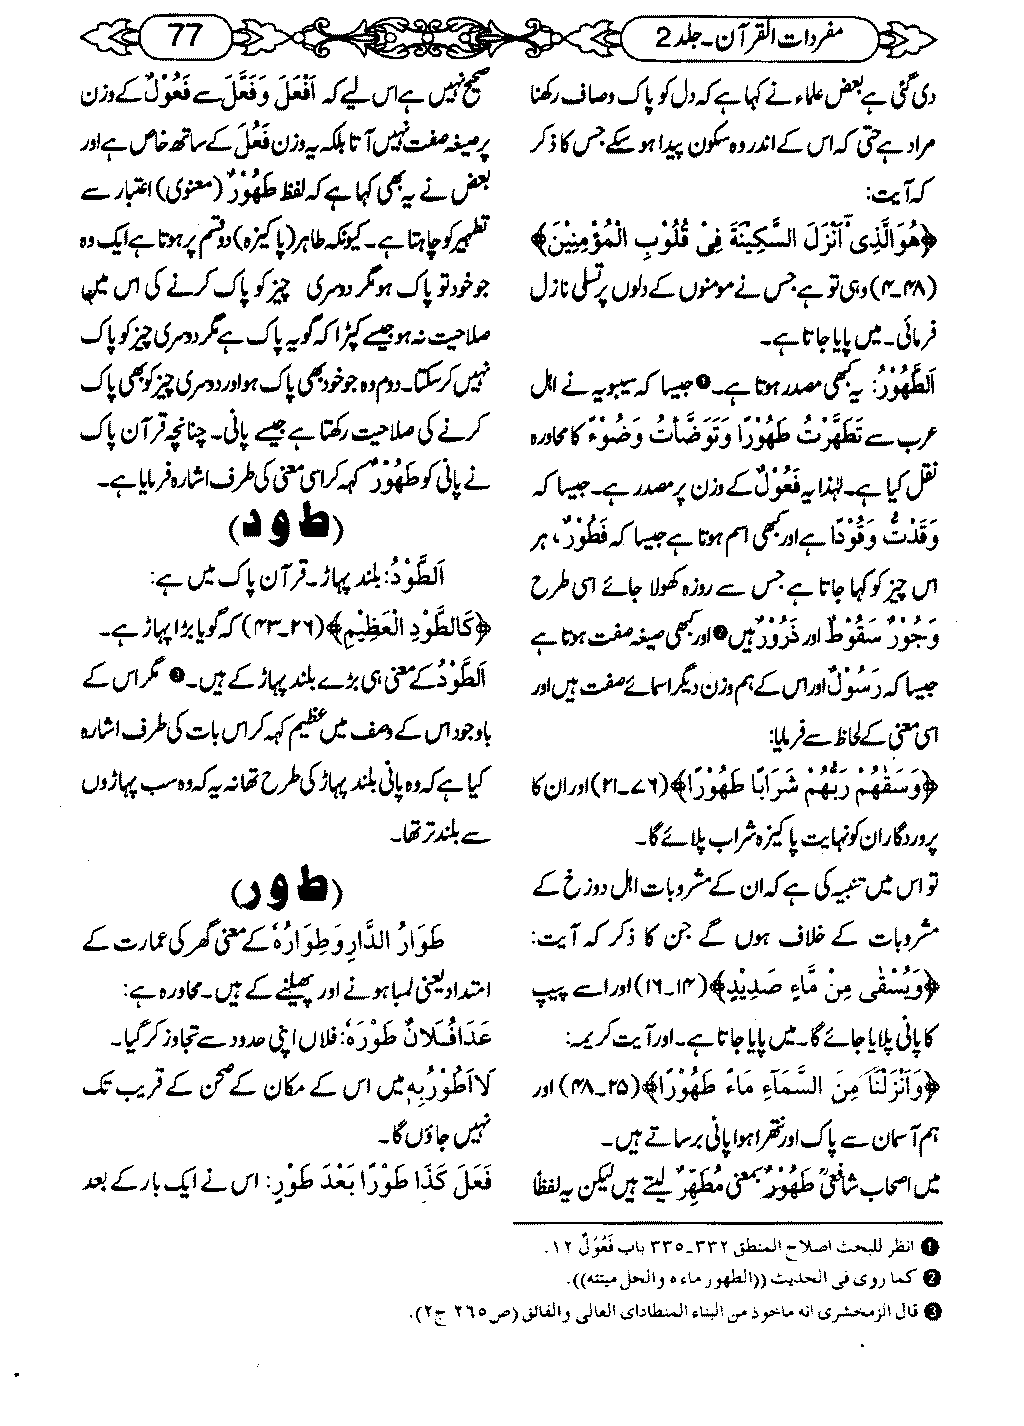 مفردات القرآن۔ جلد 2
77
دی گئی ہے بعض علماء نے کہا ہے کہ دل کو پاک وصاف رکھنا
مراد ہے حتی کہ اس کے اندر وہ سکون پیدا ہو سکے جس کا ذکر
کہ آیت:
﴿هُوَ الَّذِیْۤ اَنْزَلَ السَّكِیْنَةَ فِیْ قُلُوْبِ الْمُؤْمِنِیْنَ﴾
(۴۸۔۴) وہی تو ہے جس نے مومنوں کے دلوں پر تسلی نازل
فرمائی۔ میں پایا جاتا ہے۔
اَلطَّهُوْرُ: یہ کبھی مصدر ہوتا ہے۔❶ جیسا کہ سیبویہ نے اہل
عرب سے تَطَهَّرْتُ طَهُوْرًا وَتَوَضَّأْتُ وَضُوْءً کا محاورہ
نقل کیا ہے۔ لہٰذا یہ فَعُوْلٌ کے وزن پر مصدر ہے۔ جیسا کہ
وَقَدْتُّ وَقُوْدًا ہے اور کبھی اسم ہوتا ہے جیسا کہ فَطُوْرٌ، ہر
اس چیز کو کہا جاتا ہے جس سے روزہ کھولا جائے اسی طرح
وَجُوْرٌ سَقُوْطٌ اور ذَرُوْرٌ ہیں❷ اور کبھی صیغہ صفت ہوتا ہے
جیسا کہ رَسُوْلٌ اور اس کے ہم وزن دیگر اسمائے صفت ہیں اور
اسی معنی کے لحاظ سے فرمایا:
﴿وَسَقٰهُمْ رَبُّهُمْ شَرَابًا طَهُوْرًا﴾ (۷۶۔۲۱) اور ان کا
پروردگار ان کو نہایت پاکیزہ شراب پلائے گا۔
تو اس میں تنبیہ کی ہے کہ ان کے مشروبات اہل دوزخ کے
مشروبات کے خلاف ہوں گے جن کا ذکر کہ آیت:
﴿وَیُسْقٰی مِنْ مَّآءٍ صَدِیْدٍ﴾ (۱۴۔۱۶) اور اسے پیپ
کا پانی پلایا جائے گا۔ میں پایا جاتا ہے۔ اور آیت کریمہ:
﴿وَاَنْزَلْنَا مِنَ السَّمَآءِ مَآءً طَهُوْرًا﴾ (۲۵۔۴۸) اور
ہم آسمان سے پاک اور نتھرا ہوا پانی برساتے ہیں۔
میں اصحاب شافعیؒ طَهُوْرٌ بمعنی مُطَهِّرٌ لیتے ہیں لیکن یہ لفظاً
صحیح نہیں ہے اس لیے کہ اَفْعَلَ وَفَعَّلَ سے فَعُوْلٌ کے وزن
پر صیغہ صفت نہیں آتا بلکہ یہ وزن فَعُلَ کے ساتھ خاص ہے اور
بعض نے یہ بھی کہا ہے کہ لفظ طَهُوْرٌ (معنوی) اعتبار سے
تطہیر کو چاہتا ہے۔ کیونکہ طاہر (پاکیزہ) دو قسم پر ہوتا ہے ایک وہ
جو خود تو پاک ہو مگر دوسری چیز کو پاک کرنے کی اس میں
صلاحیت نہ ہو جیسے کپڑا کہ گو یہ پاک ہے مگر دوسری چیز کو پاک
نہیں کر سکتا۔ دوم وہ جو خود بھی پاک ہو اور دوسری چیز کو بھی پاک
کرنے کی صلاحیت رکھتا ہے جیسے پانی۔ چنانچہ قرآن پاک
نے پانی کو طَهُوْرٌ کہہ کر اسی معنی کی طرف اشارہ فرمایا ہے۔
(ط و د)
اَلطَّوْدُ: بلند پہاڑ۔ قرآن پاک میں ہے:
﴿كَالطَّوْدِ الْعَظِیْمِ﴾ (۲۶۔۴۳) کہ گویا بڑا پہاڑ ہے۔
اَلطَّوْدُ کے معنی ہی بڑے بلند پہاڑ کے ہیں۔❸ مگر اس کے
باوجود اس کے وصف میں عظیم کہہ کر اس بات کی طرف اشارہ
کیا ہے کہ وہ پانی بلند پہاڑ کی طرح تھا نہ یہ کہ وہ سب پہاڑوں
سے بلند تر تھا۔
(ط و ر)
طَوَارُ الدَّارِ وَطِوَارُهٗ کے معنی گھر کی عمارت کے
امتداد یعنی لمبا ہونے اور پھیلنے کے ہیں۔ محاورہ ہے:
عَدَا فُلَانٌ طَوْرَهٗ: فلاں اپنی حدود سے تجاوز کر گیا۔
لَا اَطُوْرُ بِهٖ میں اس کے مکان کے صحن کے قریب تک
نہیں جاؤں گا۔
فَعَلَ كَذَا طَوْرًا بَعْدَ طَوْرٍ: اس نے ایک بار کے بعد
❶ انظر للبحث اصلاح المنطق ۳۳۲۔۳۳۵ باب فَعُوْلٌ ۱۲.
❷ كما روى فى الحديث ((الطهور ماءه والحل ميتته)).
❸ قال الزمخشرى انه ماخوذ من البناء المنطاداى العالى والفائق (ص ۲۶۵ ج۲).